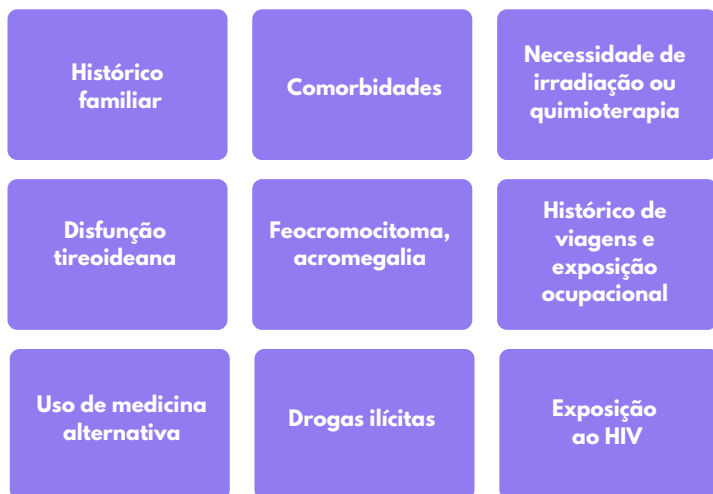 Histórico
familiar
Comorbidades
Necessidade de
irradiação ou
quimioterapia
Disfunção
tireoideana
Feocromocitoma,
acromegalia
Histórico de
viagens e
exposição
ocupacional
Uso de medicina
alternativa
Drogas ilícitas
Exposição
ao HIV